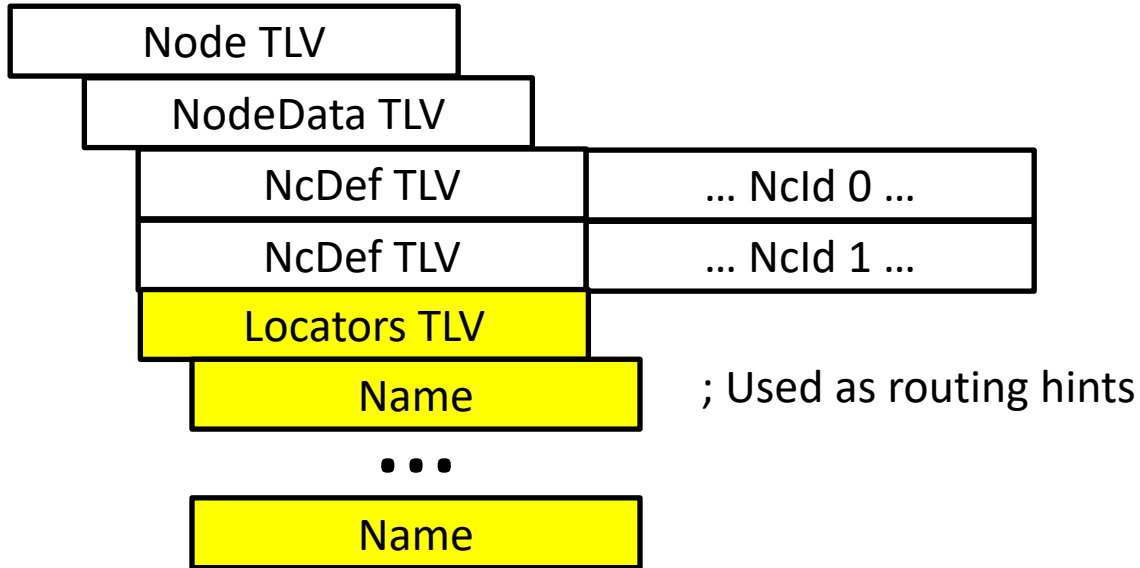 Node TLV
NodeData TLV
NcDef TLV … NcId 0 …
NcDef TLV … NcId 1 …
Locators TLV
Name ; Used as routing hints
...
Name